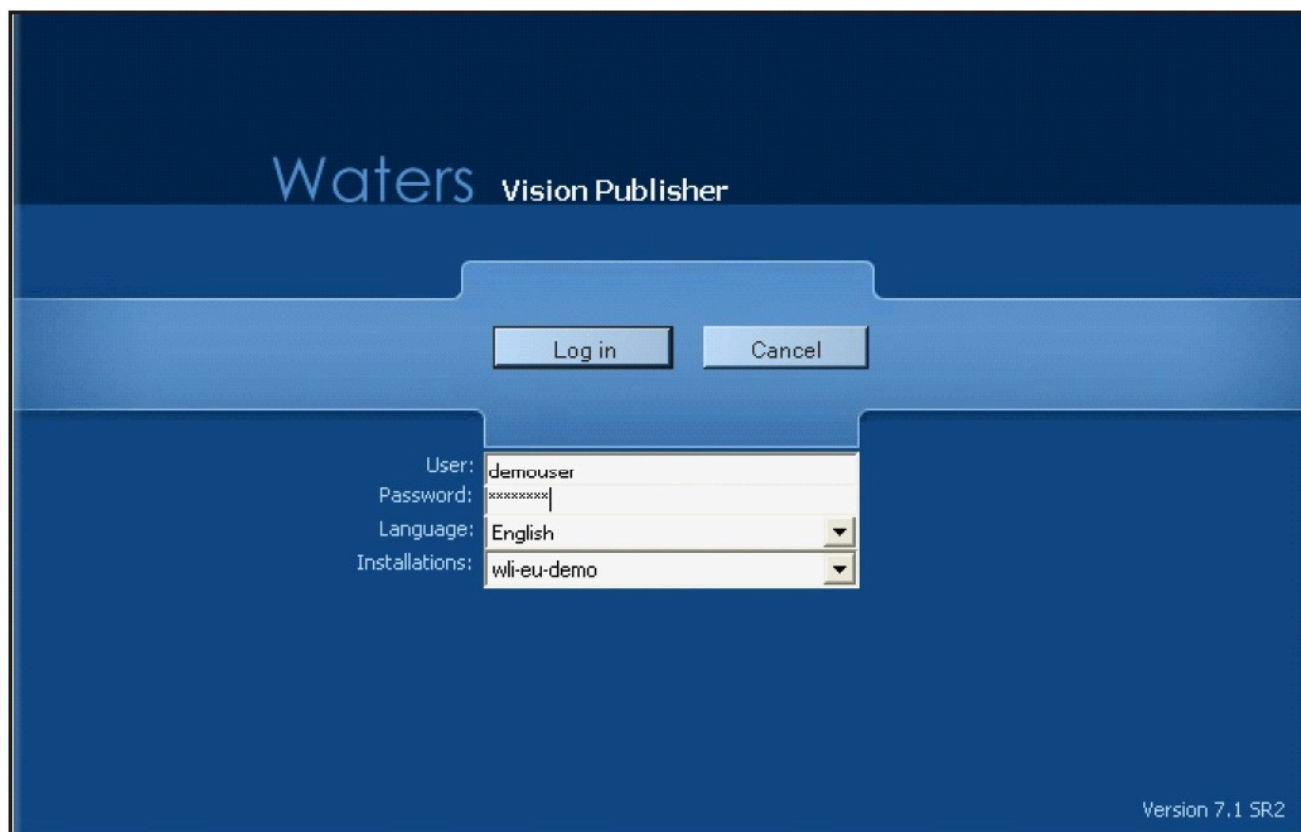 Waters Vision Publisher
Log in Cancel
User: demouser
Password: ********
Language: English
Installations: wli-eu-demo
Version 7.1 SR2